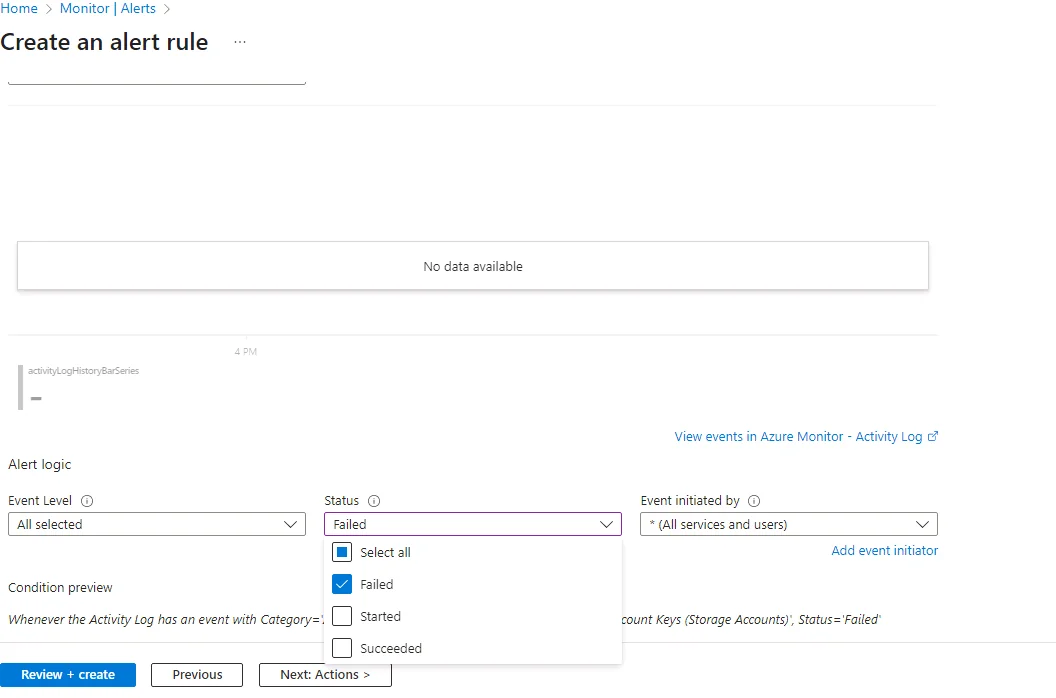 Home > Monitor | Alerts >
Create an alert rule ...
No data available
4 PM
activityLogHistoryBarSeries
--
View events in Azure Monitor - Activity Log
Alert logic
Event Level Status Event initiated by
All selected Failed * (All services and users)
Select all Add event initiator
Failed
Condition preview
Started
Whenever the Activity Log has an event with Category=' count Keys (Storage Accounts)', Status='Failed'
Succeeded
Review + create Previous Next: Actions >